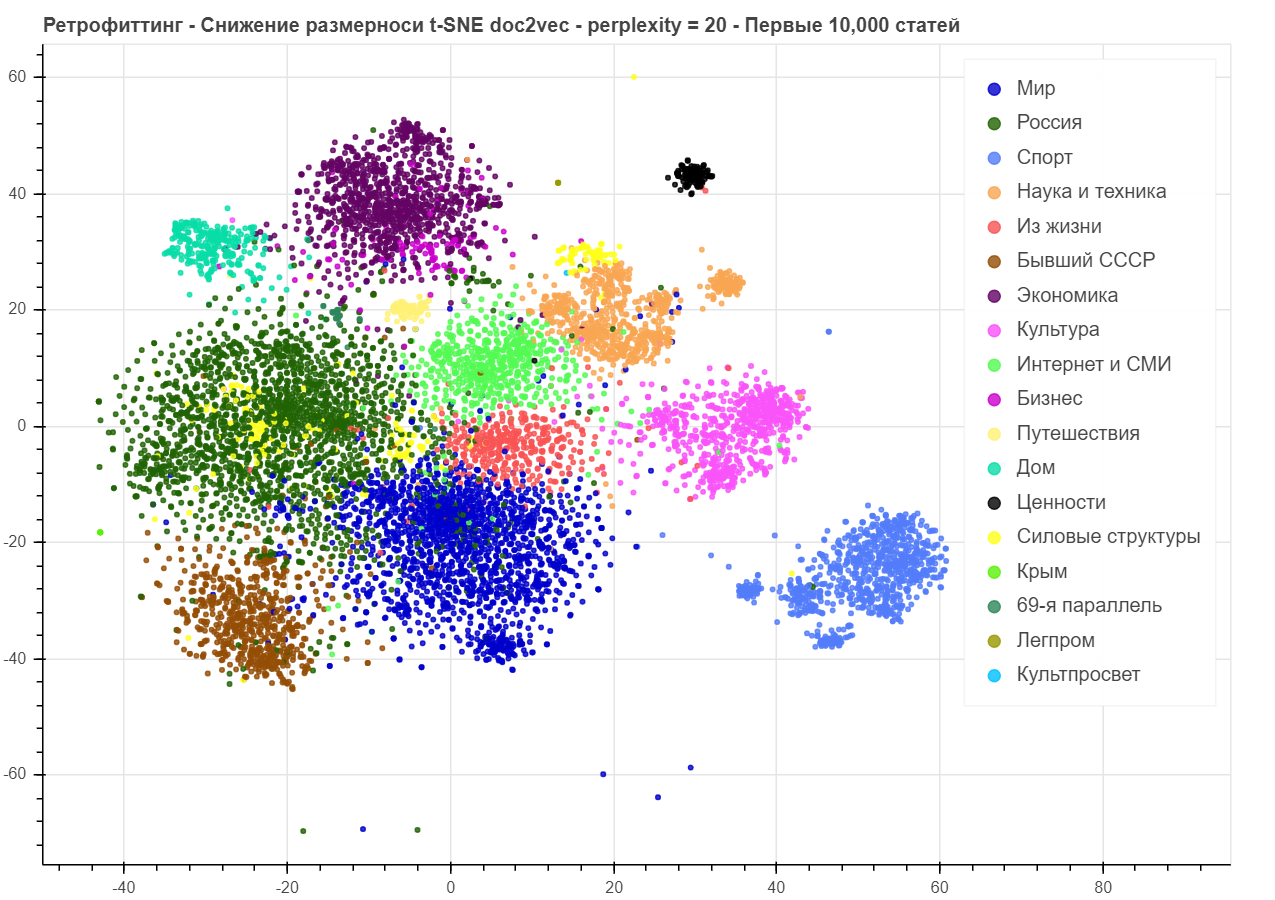 Ретрофиттинг - Снижение размерноси t-SNE doc2vec - perplexity = 20 - Первые 10,000 статей
60
40
20
0
-20
-40
-60
-40
-20
0
20
40
60
80
Мир
Россия
Спорт
Наука и техника
Из жизни
Бывший СССР
Экономика
Культура
Интернет и СМИ
Бизнес
Путешествия
Дом
Ценности
Силовые структуры
Крым
69-я параллель
Легпром
Культпросвет